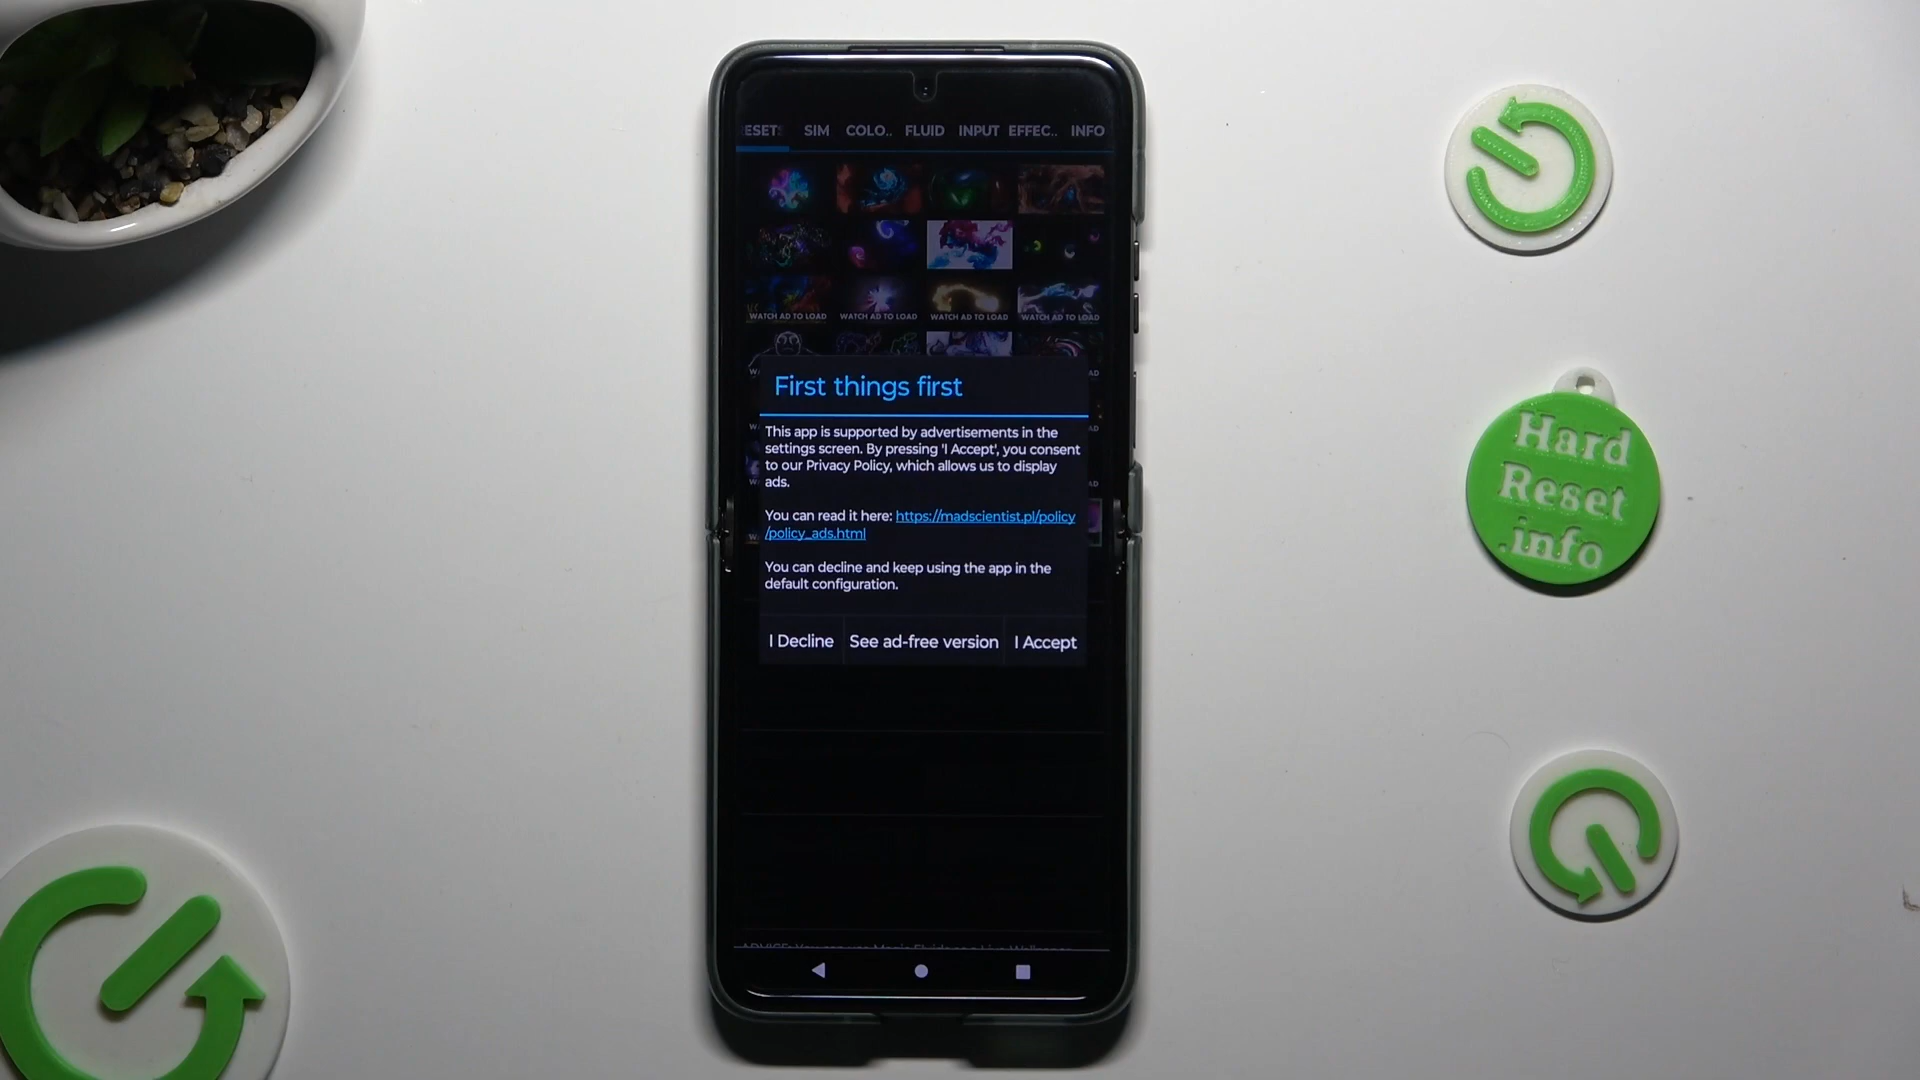 ESETS SIM COLO.. FLUID INPUT EFFEC.. INFO
WATCH AD TO LOAD WATCH AD TO LOAD WATCH AD TO LOAD WATCH AD TO LOAD
First things first
This app is supported by advertisements in the
settings screen. By pressing 'I Accept', you consent
to our Privacy Policy, which allows us to display
ads.
You can read it here: https://madscientist.pl/policy
/policy_ads.html
You can decline and keep using the app in the
default configuration.
I Decline See ad-free version I Accept
Hard
Reset
.info